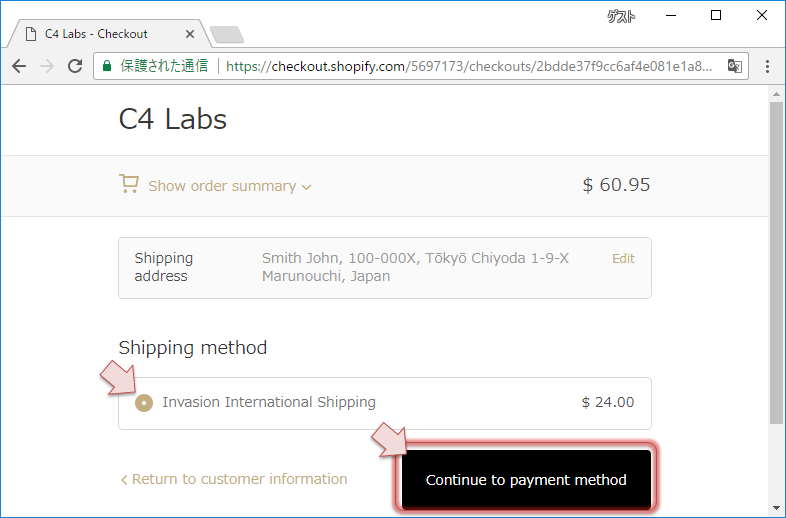 ゲスト
C4 Labs - Checkout
保護された通信 https://checkout.shopify.com/5697173/checkouts/2bdde37f9cc6af4e081e1a8...
C4 Labs
Show order summary
$ 60.95
Shipping address
Smith John, 100-000X, Tōkyō Chiyoda 1-9-X
Marunouchi, Japan
Edit
Shipping method
Invasion International Shipping
$ 24.00
Return to customer information
Continue to payment method